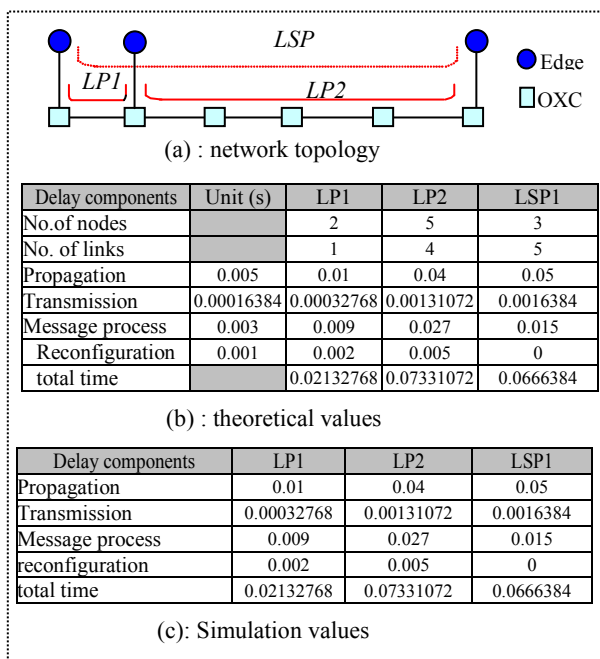 LSP
LP1
LP2
Edge
OXC
(a) : network topology
Delay components Unit (s) LP1 LP2 LSP1
No.of nodes 2 5 3
No. of links 1 4 5
Propagation 0.005 0.01 0.04 0.05
Transmission 0.00016384 0.00032768 0.00131072 0.0016384
Message process 0.003 0.009 0.027 0.015
Reconfiguration 0.001 0.002 0.005 0
total time 0.02132768 0.07331072 0.0666384
(b) : theoretical values
Delay components LP1 LP2 LSP1
Propagation 0.01 0.04 0.05
Transmission 0.00032768 0.00131072 0.0016384
Message process 0.009 0.027 0.015
reconfiguration 0.002 0.005 0
total time 0.02132768 0.07331072 0.0666384
(c): Simulation values